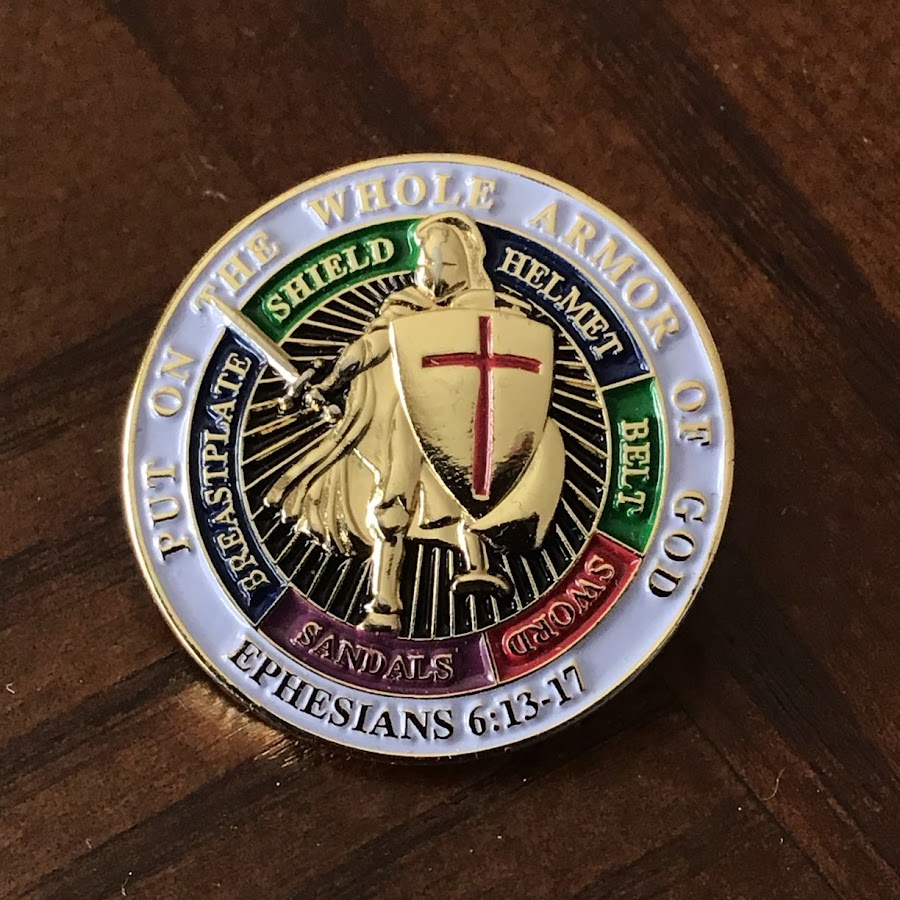 PUT ON THE WHOLE ARMOR OF GOD
SHIELD
HELMET
BELT
SWORD
SANDALS
BREASTPLATE
EPHESIANS 6:13-17